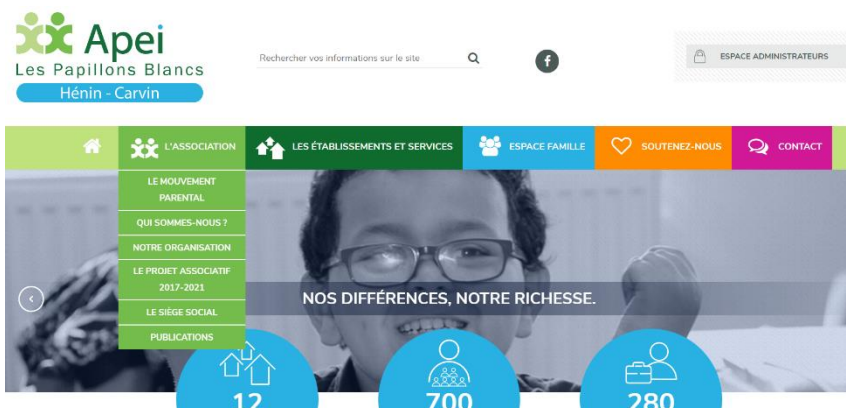 Apei
Les Papillons Blancs
Hénin - Carvin
Rechercher vos informations sur le site
f
ESPACE ADMINISTRATEURS
L'ASSOCIATION
LES ÉTABLISSEMENTS ET SERVICES
ESPACE FAMILLE
SOUTENEZ-NOUS
CONTACT
LE MOUVEMENT
PARENTAL
QUI SOMMES-NOUS ?
NOTRE ORGANISATION
LE PROJET ASSOCIATIF
2017-2021
LE SIÈGE SOCIAL
PUBLICATIONS
NOS DIFFÉRENCES, NOTRE RICHESSE.
12
700
280